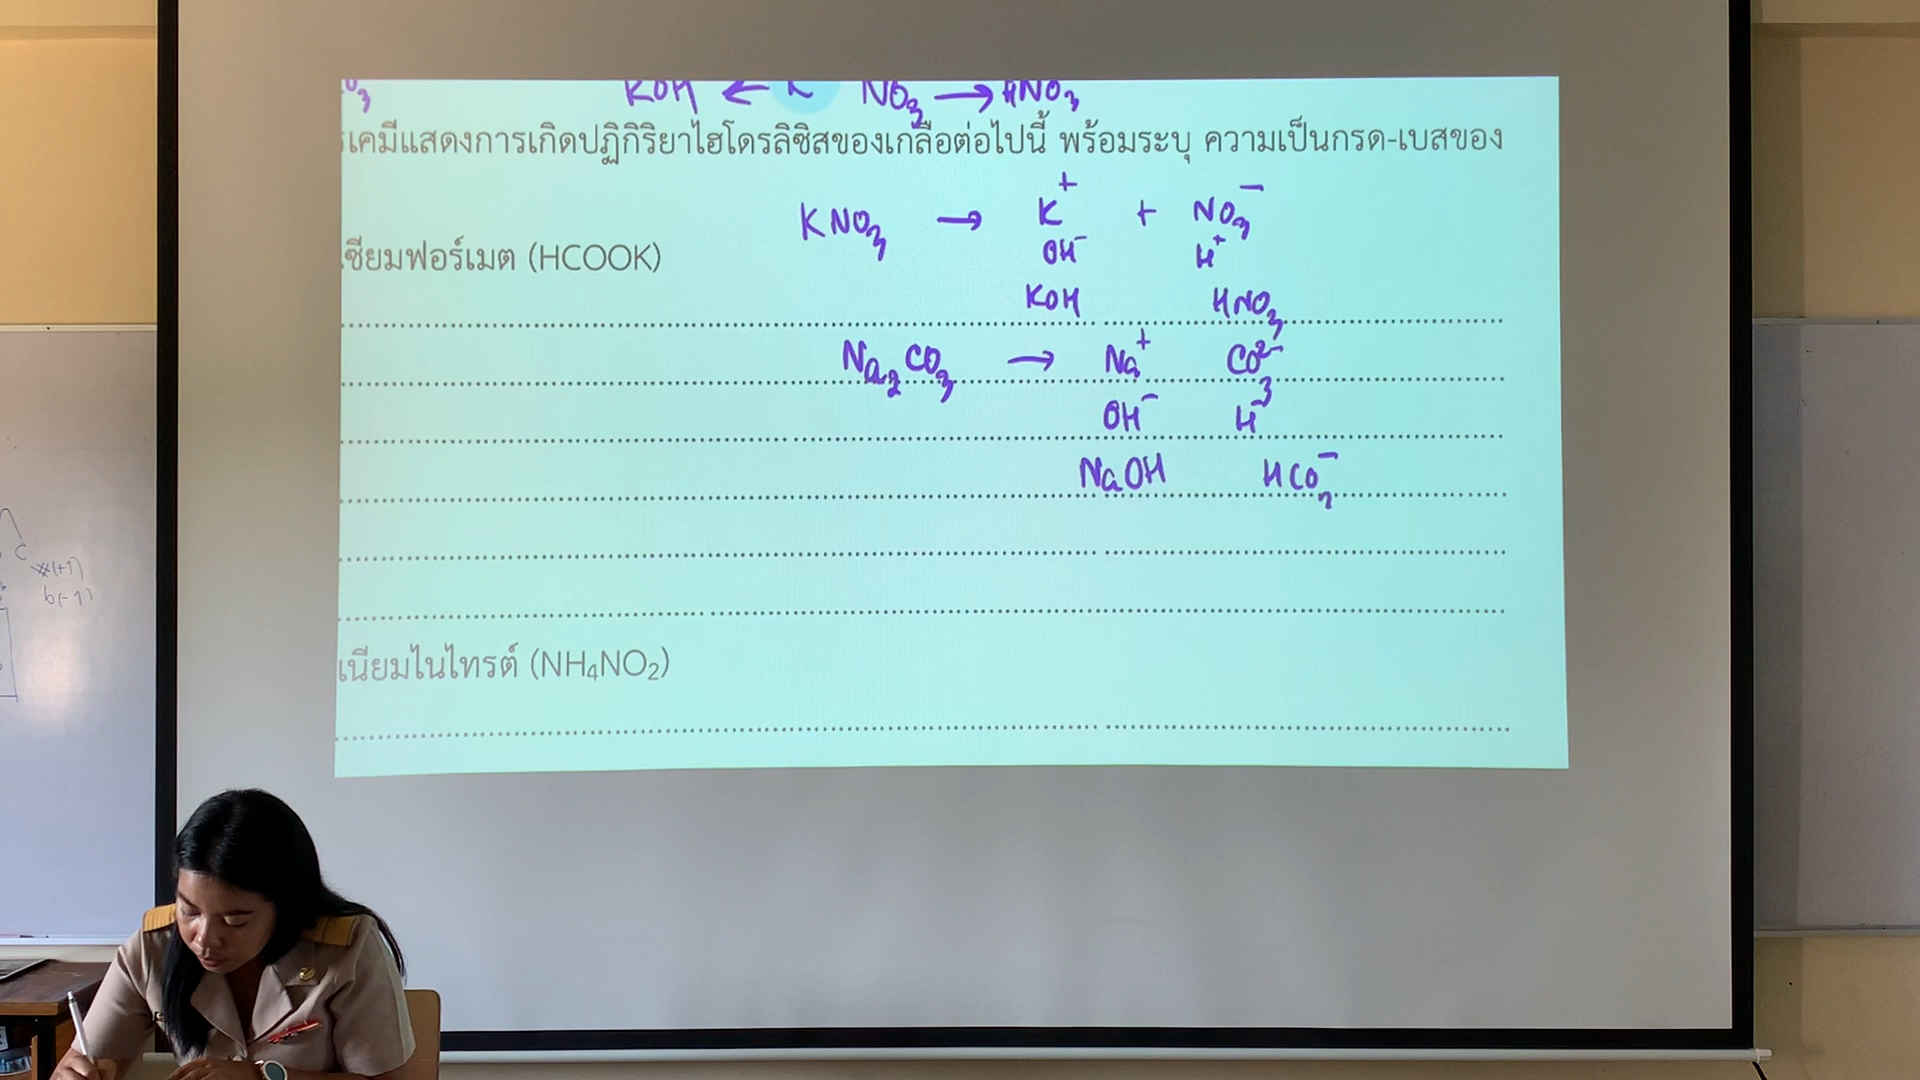 KOH ← K NO3 → HNO3
เคมีแสดงการเกิดปฏิกิริยาไฮโดรลิซิสของเกลือต่อไปนี้ พร้อมระบุ ความเป็นกรด-เบสของ
KNO3 → K+ + NO3-
OH- H+
เซียมฟอร์เมต (HCOOK)
KOH HNO3
Na2CO3 → Na+ CO3 2-
OH- H+
NaOH HCO3-
เนียมไนไทรต์ (NH4NO2)
C
(+1)
b(-1)